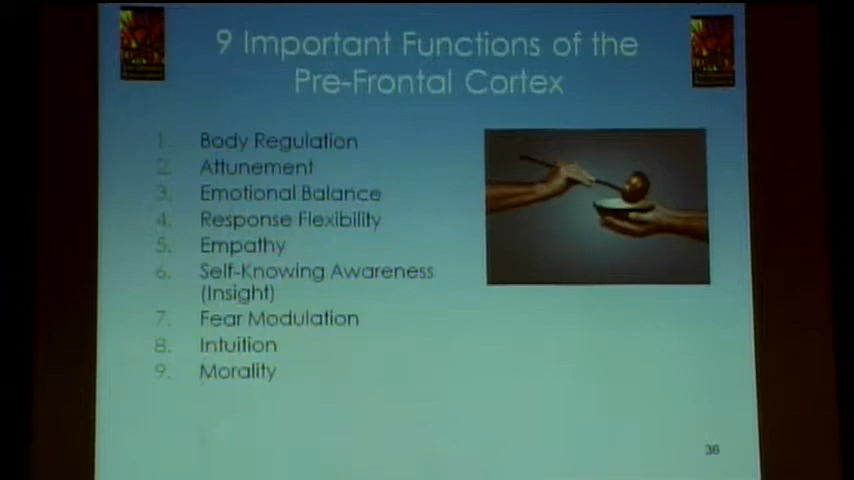 9 Important Functions of the
Pre-Frontal Cortex
1. Body Regulation
2. Attunement
3. Emotional Balance
4. Response Flexibility
5. Empathy
6. Self-Knowing Awareness
(Insight)
7. Fear Modulation
8. Intuition
9. Morality
36